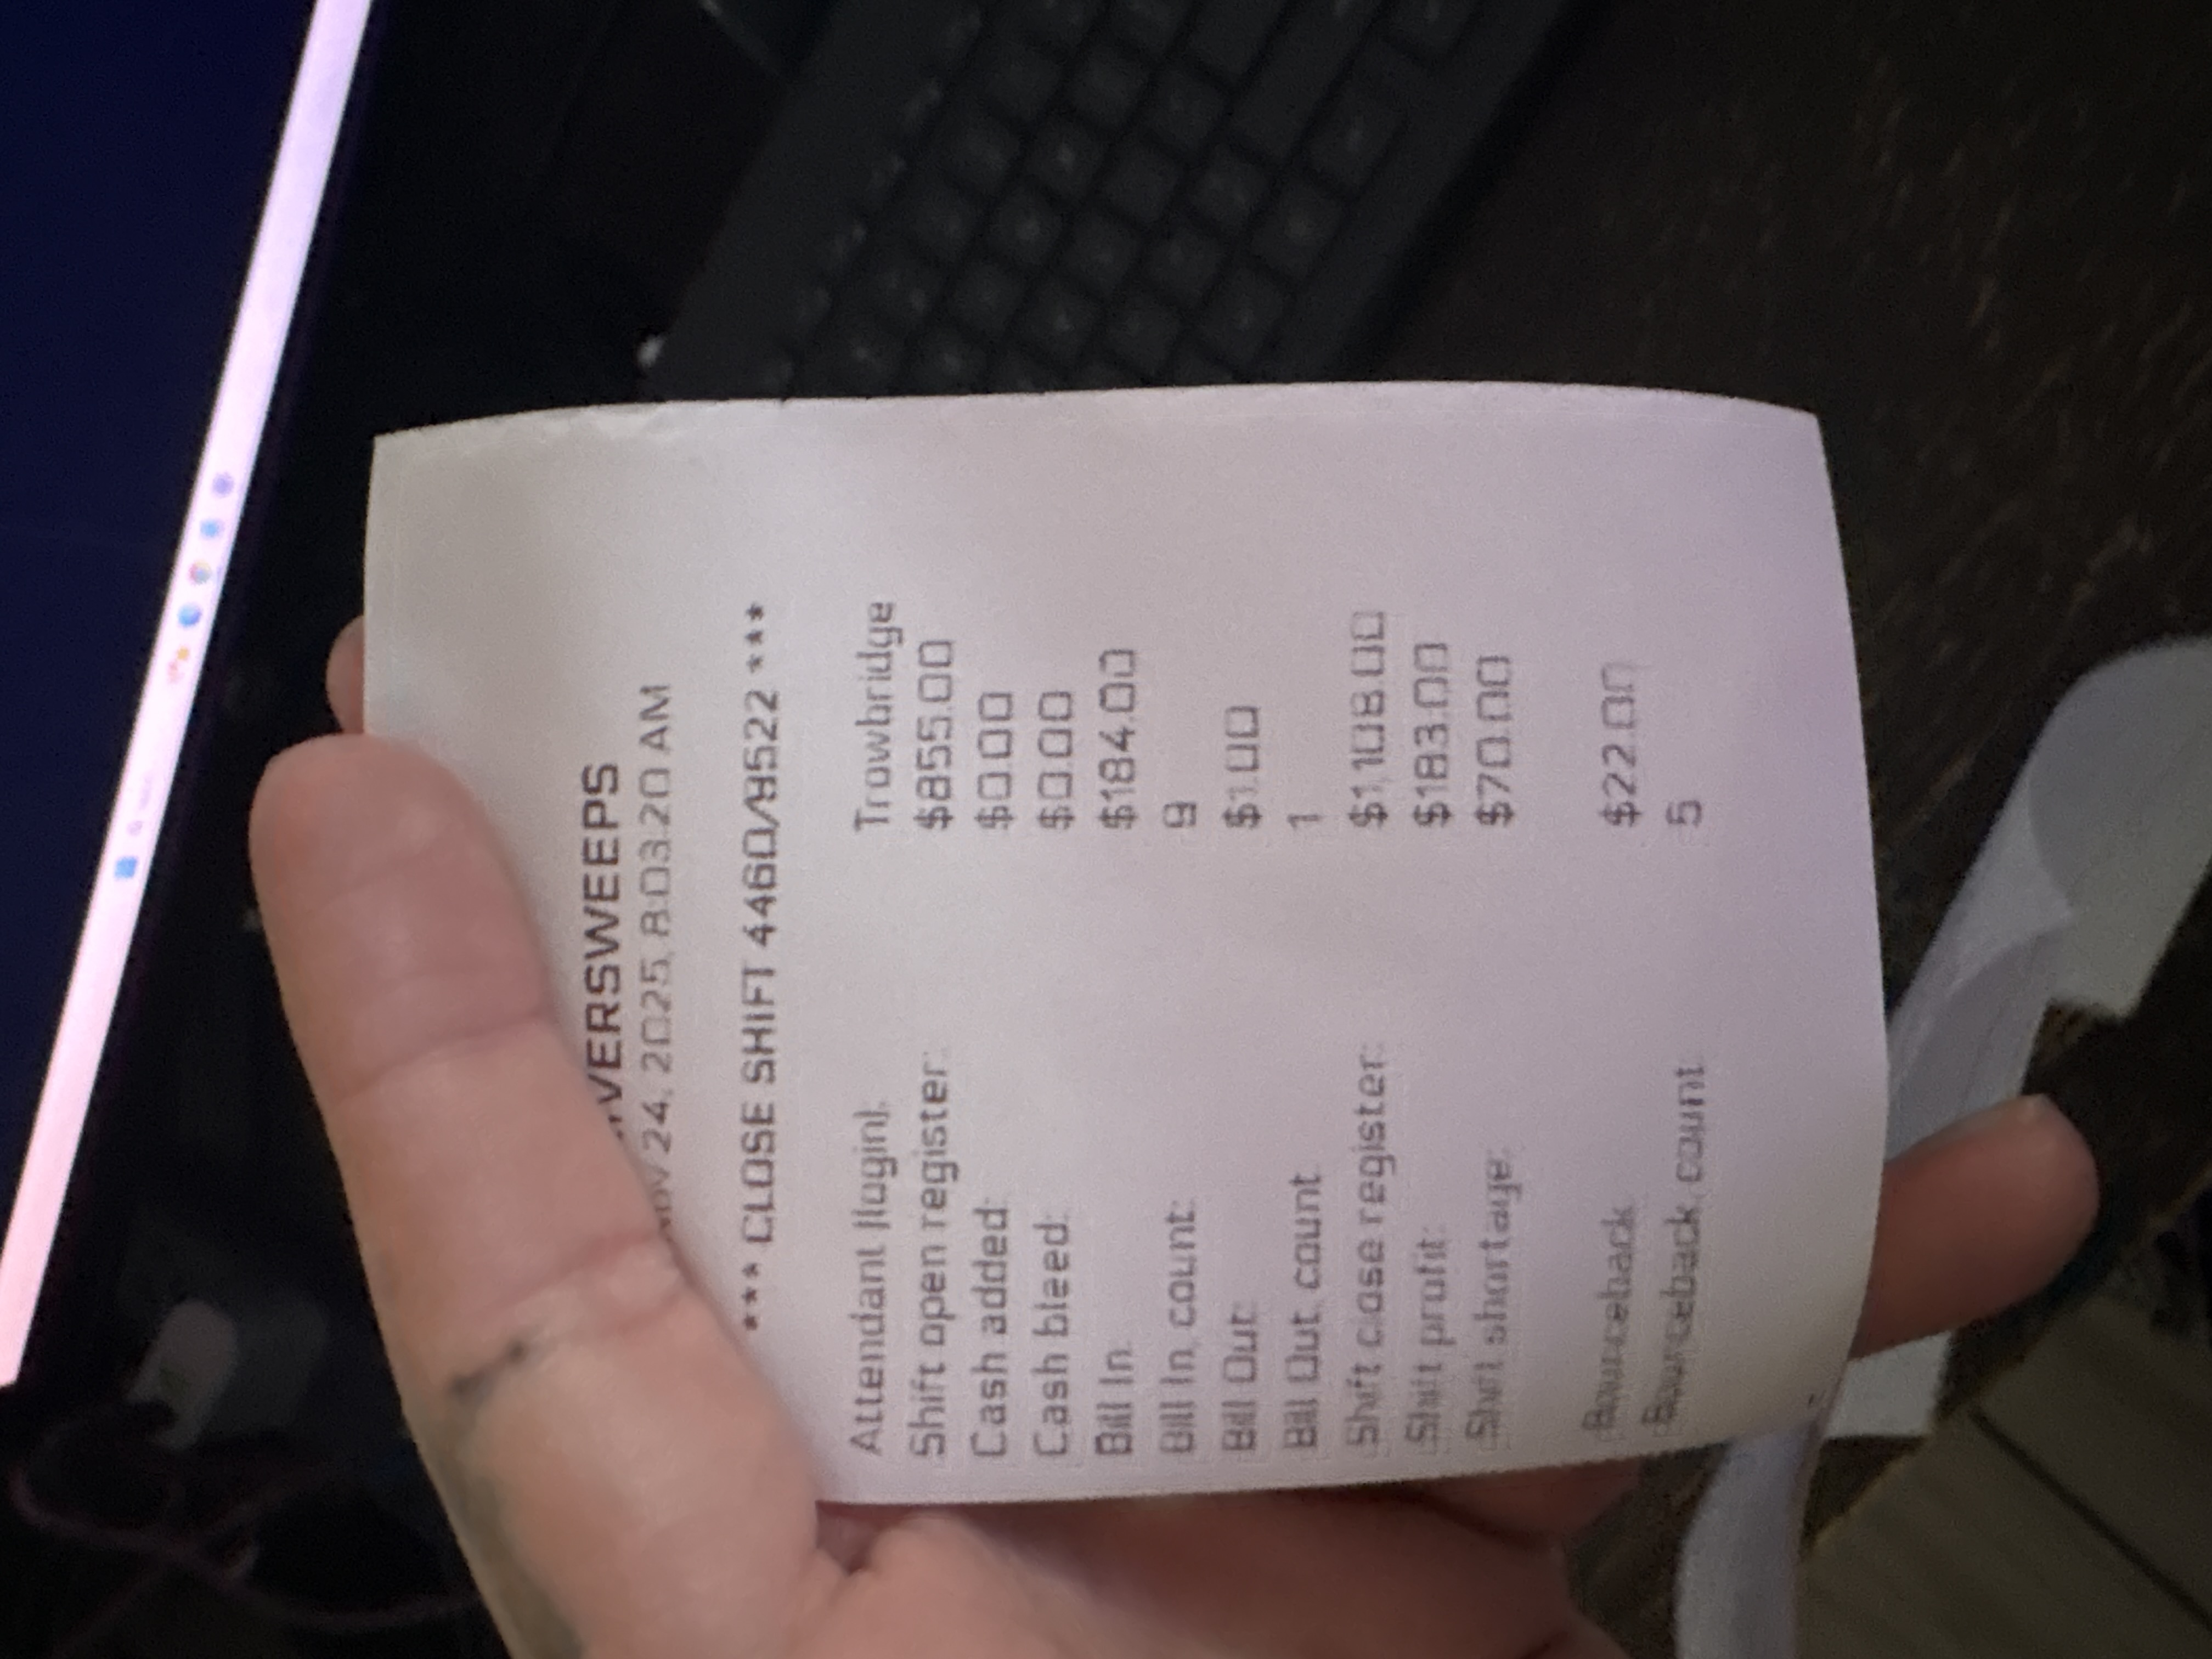 VERSWEEPS
24, 2025, 8:03:20 AM
*** CLOSE SHIFT 4460/8522 ***
Attendant (login): Trowbridge
Shift open register: $855.00
Cash added: $0.00
Cash bleed: $0.00
Bill In: $184.00
Bill In, count: 9
Bill Out: $1.00
Bill Out, count 1
Shift close register: $1,108.00
Shift profit: $183.00
Shift shortage: $70.00
Bounceback $22.00
Bounceback, count 5